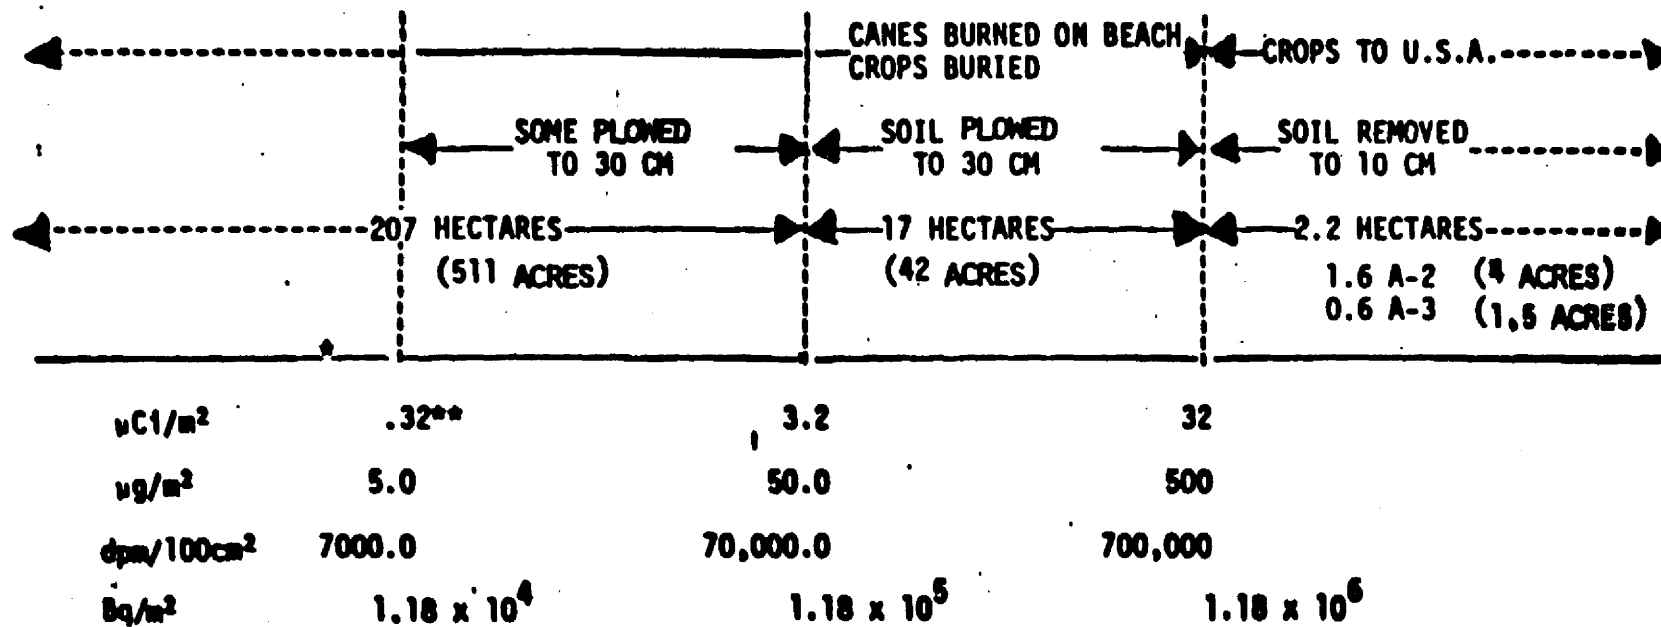 CANES BURNED ON BEACH CROPS TO U.S.A.
CROPS BURIED
SOME PLOWED SOIL PLOWED SOIL REMOVED
TO 30 CM TO 30 CM TO 10 CM
207 HECTARES 17 HECTARES 2.2 HECTARES
(511 ACRES) (42 ACRES) 1.6 A-2 (4 ACRES)
0.6 A-3 (1.5 ACRES)
*
µCi/m² .32** 3.2 32
µg/m² 5.0 50.0 500
dpm/100cm² 7000.0 70,000.0 700,000
Bq/m² 1.18 x 10⁴ 1.18 x 10⁵ 1.18 x 10⁶